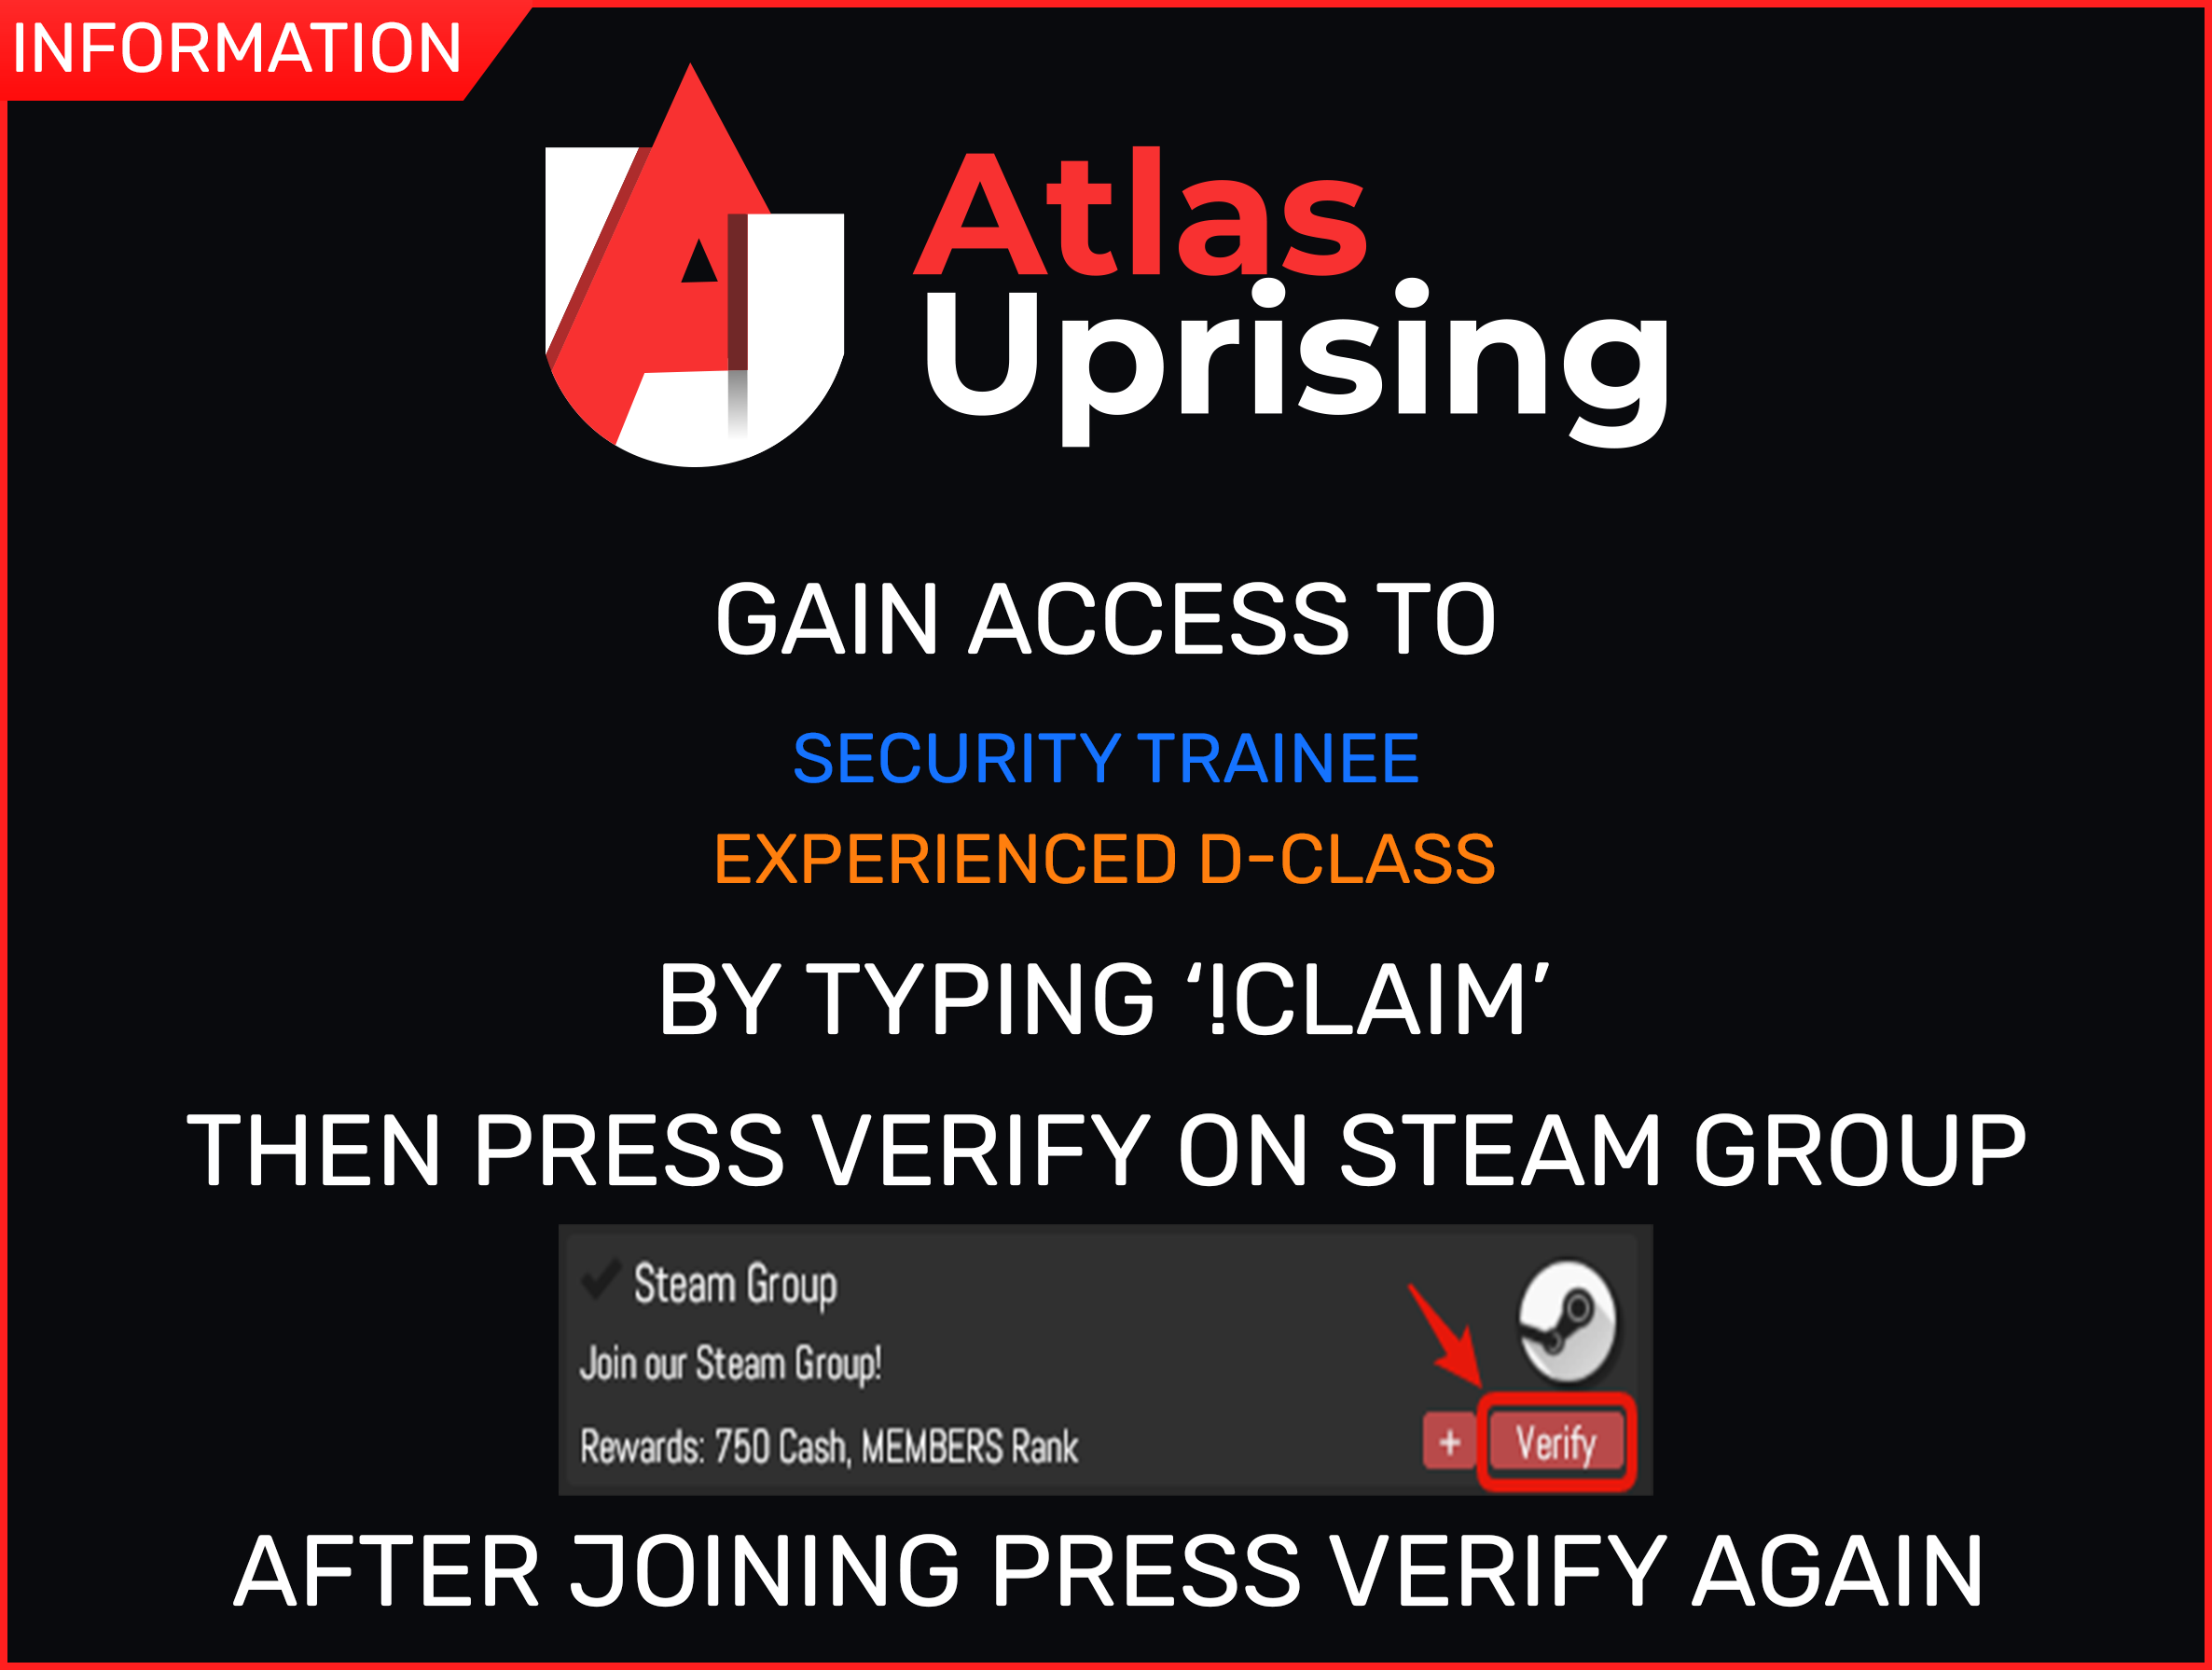 INFORMATION
Atlas
Uprising
GAIN ACCESS TO
SECURITY TRAINEE
EXPERIENCED D-CLASS
BY TYPING ‘!CLAIM’
THEN PRESS VERIFY ON STEAM GROUP
Steam Group
Join our Steam Group!
Rewards: 750 Cash, MEMBERS Rank
+ Verify
AFTER JOINING PRESS VERIFY AGAIN